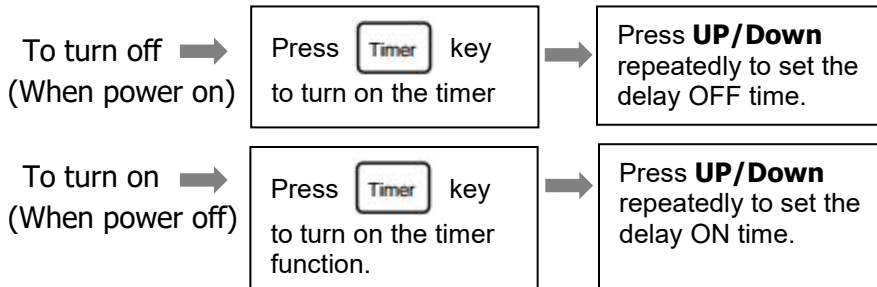 To turn off
(When power on)
Press Timer key
to turn on the timer
Press UP/Down
repeatedly to set the
delay OFF time.
To turn on
(When power off)
Press Timer key
to turn on the timer
function.
Press UP/Down
repeatedly to set the
delay ON time.